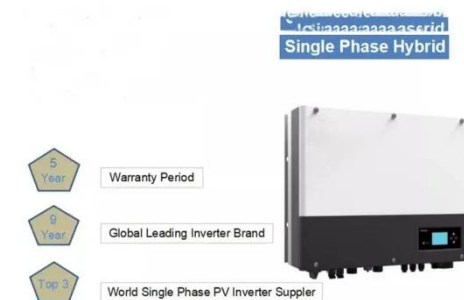 Single Phase Hybrid
5
Year
Warranty Period
9
Year
Global Leading Inverter Brand
Top 3
World Single Phase PV Inverter Suppler